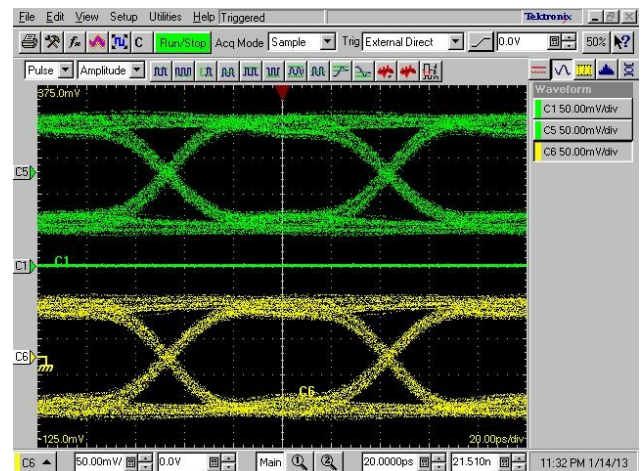 File Edit View Setup Utilities Help Triggered Tektronix
C Run/Stop Acq Mode Sample Trig External Direct 0.0V 50%
Pulse Amplitude
375.0mV
Waveform
C1 50.00mV/div
C5 50.00mV/div
C6 50.00mV/div
C5
C1 C1
C6
C6
-125.0mV 20.00ps/div
C6 50.00mV/ 0.0V Main 1 2 20.0000ps 21.510n 11:32 PM 1/14/13